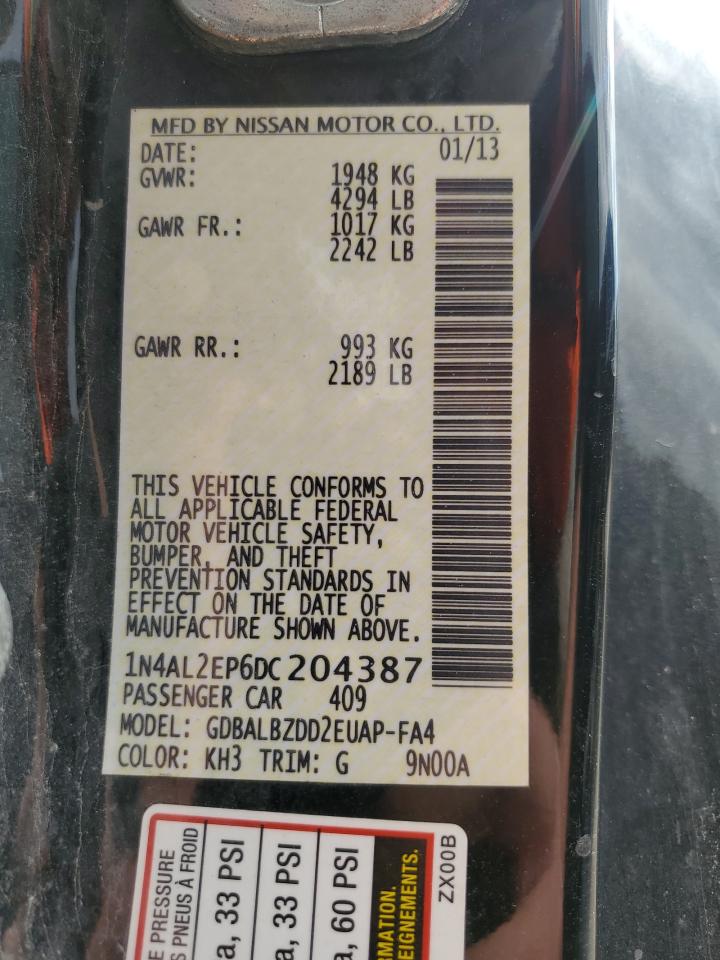 MFD BY NISSAN MOTOR CO., LTD.
DATE: 01/13
GVWR: 1948 KG
4294 LB
GAWR FR.: 1017 KG
2242 LB
GAWR RR.: 993 KG
2189 LB
THIS VEHICLE CONFORMS TO
ALL APPLICABLE FEDERAL
MOTOR VEHICLE SAFETY,
BUMPER, AND THEFT
PREVENTION STANDARDS IN
EFFECT ON THE DATE OF
MANUFACTURE SHOWN ABOVE.
1N4AL2EP6DC204387
PASSENGER CAR 409
MODEL: GDBALBZDD2EUAP-FA4
COLOR: KH3 TRIM: G 9N00A
E PRESSURE
S PNEUS À FROID
a, 33 PSI
a, 33 PSI
a, 60 PSI
RMATION.
EIGNEMENTS.
ZX00B